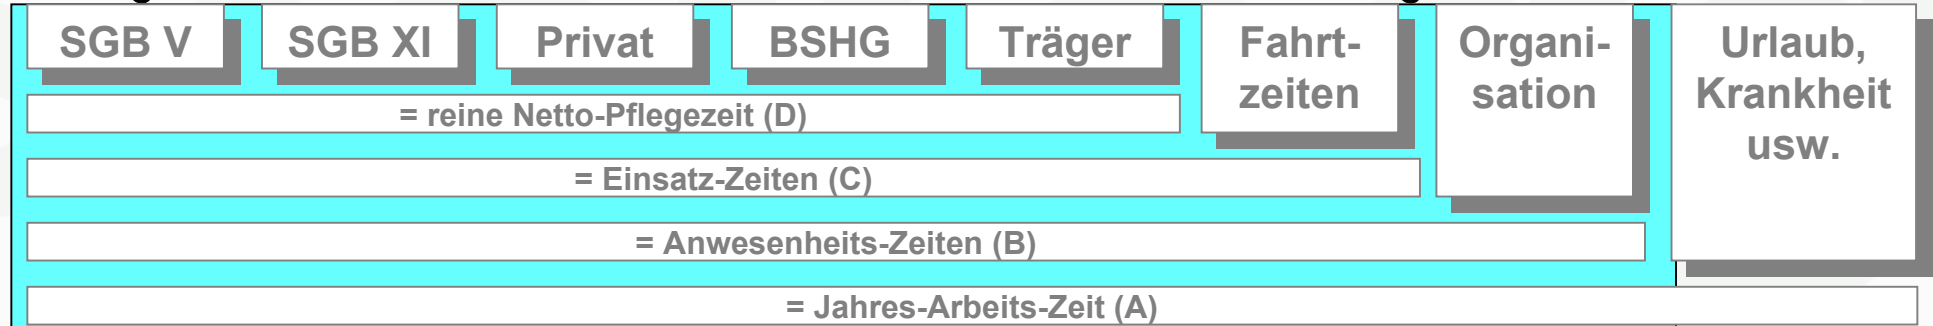 SGB V
SGB XI
Privat
BSHG
Träger
Fahrt-
zeiten
Organi-
sation
Urlaub,
Krankheit
usw.
= reine Netto-Pflegezeit (D)
= Einsatz-Zeiten (C)
= Anwesenheits-Zeiten (B)
= Jahres-Arbeits-Zeit (A)